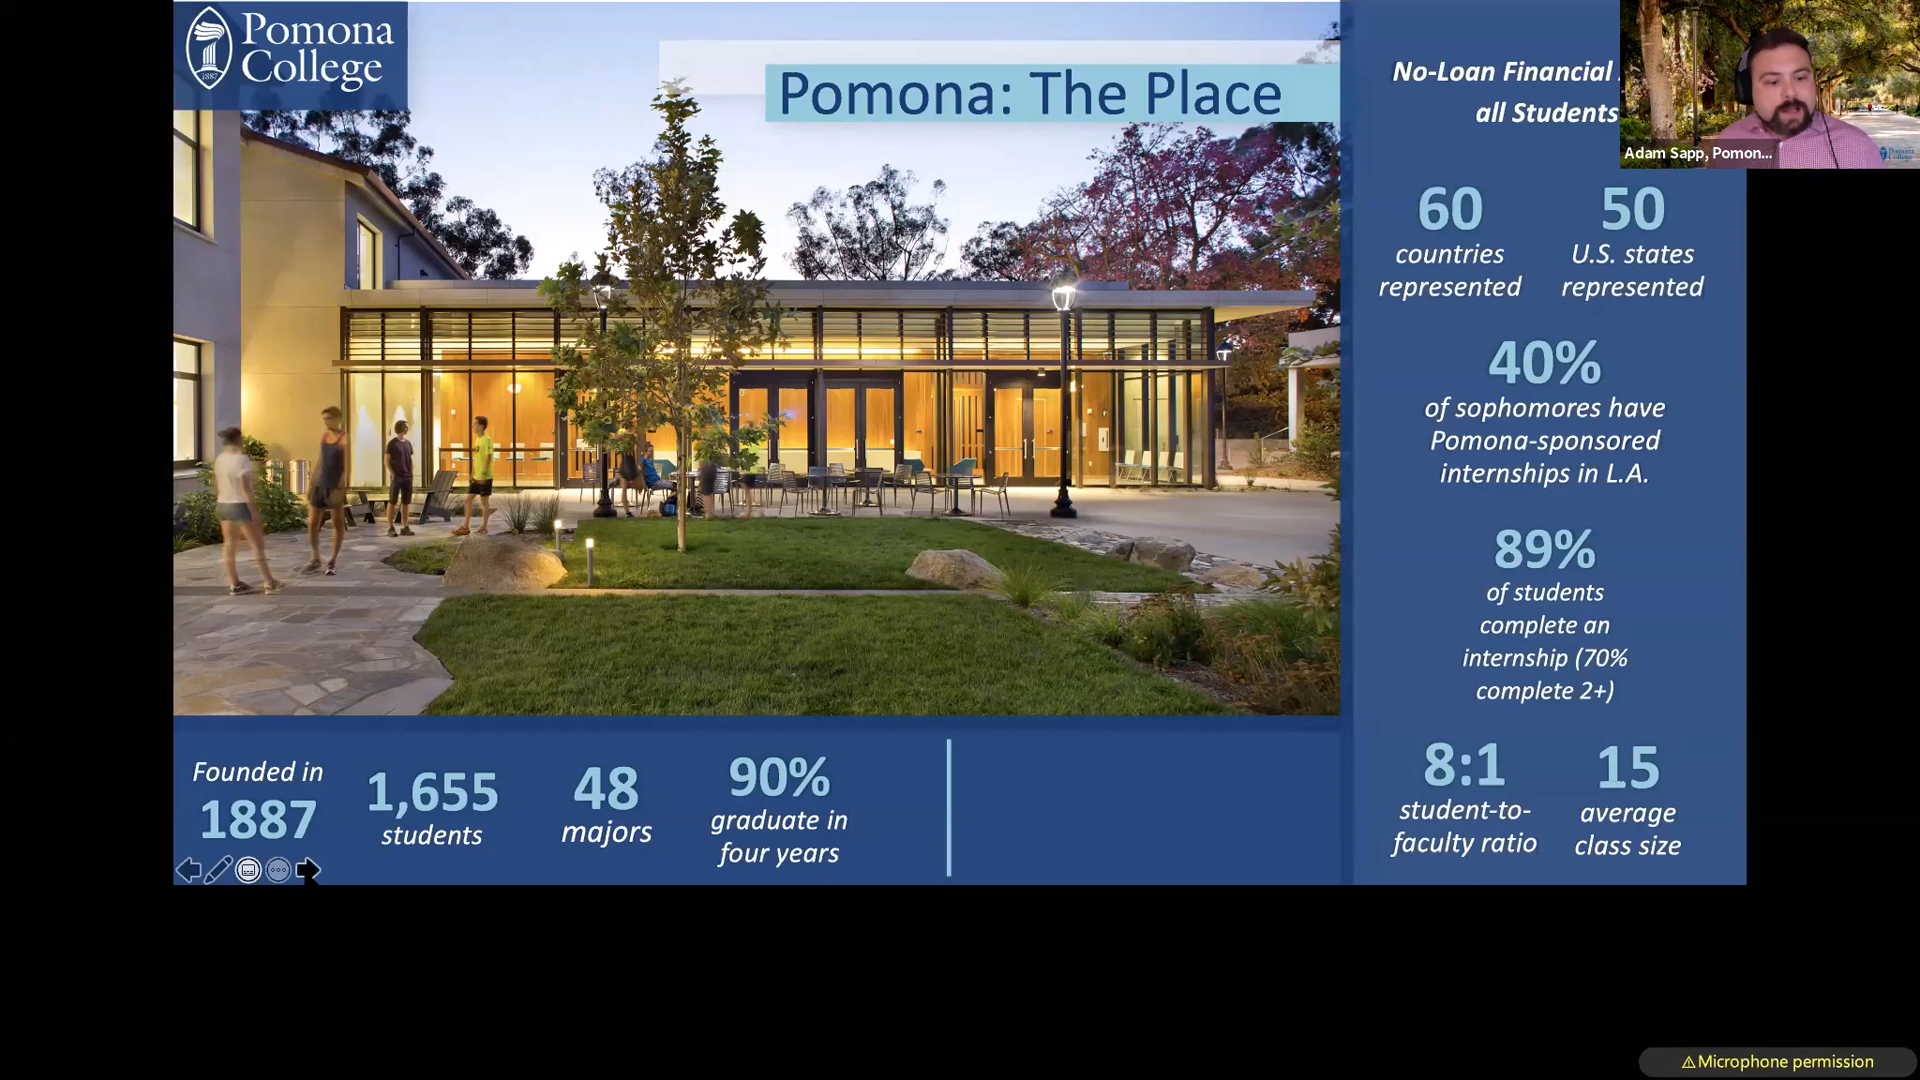 Pomona
College
1887
Pomona: The Place
No-Loan Financial
all Students
Adam Sapp, Pomon...
Pomona
College
60
countries
represented
50
U.S. states
represented
40%
of sophomores have
Pomona-sponsored
internships in L.A.
89%
of students
complete an
internship (70%
complete 2+)
8:1
student-to-
faculty ratio
15
average
class size
Founded in
1887
1,655
students
48
majors
90%
graduate in
four years
⚠Microphone permission